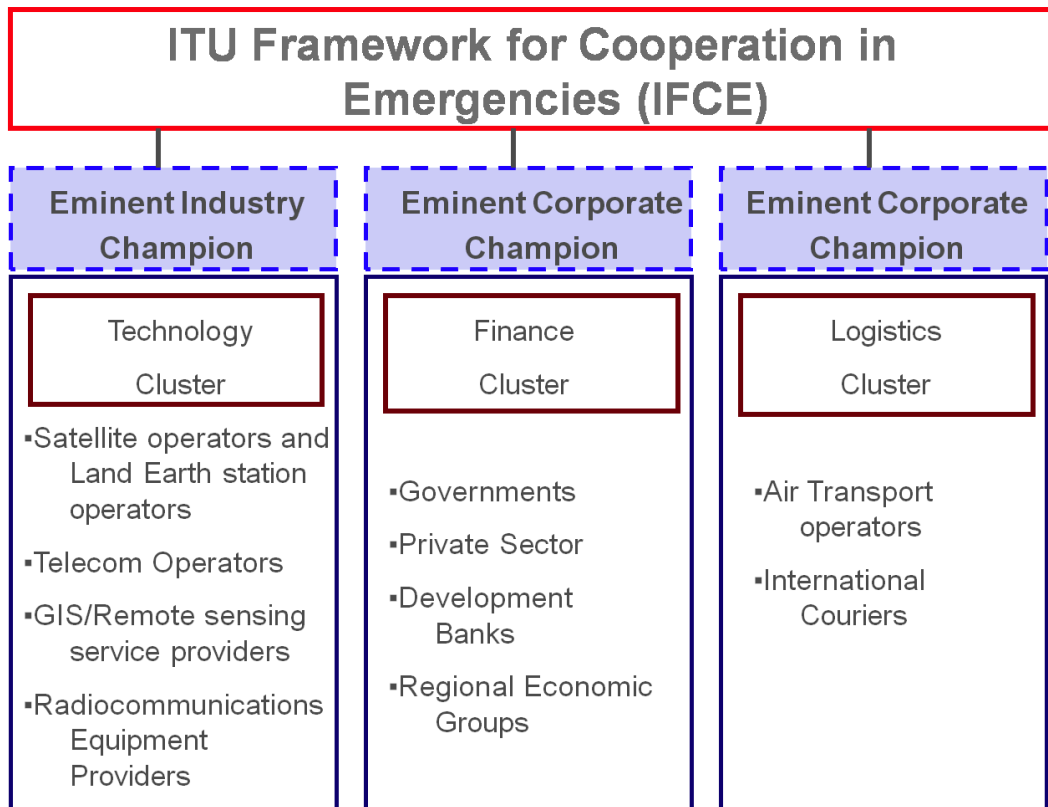 ITU Framework for Cooperation in
Emergencies (IFCE)
Eminent Industry
Champion
Technology
Cluster
▪Satellite operators and
Land Earth station
operators
▪Telecom Operators
▪GIS/Remote sensing
service providers
▪Radiocommunications
Equipment
Providers
Eminent Corporate
Champion
Finance
Cluster
▪Governments
▪Private Sector
▪Development
Banks
▪Regional Economic
Groups
Eminent Corporate
Champion
Logistics
Cluster
▪Air Transport
operators
▪International
Couriers